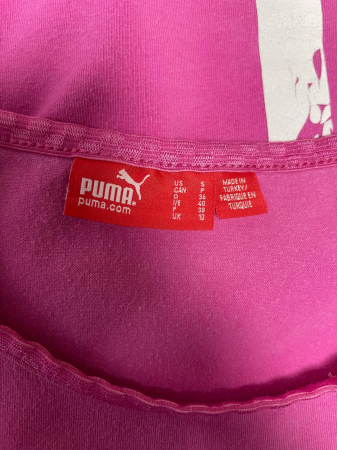 PUMA
puma.com
US S
CAN P
D 36
I/E 40
F 38
UK 10
MADE IN
TURKEY/
FABRIQUE EN
TURQUIE